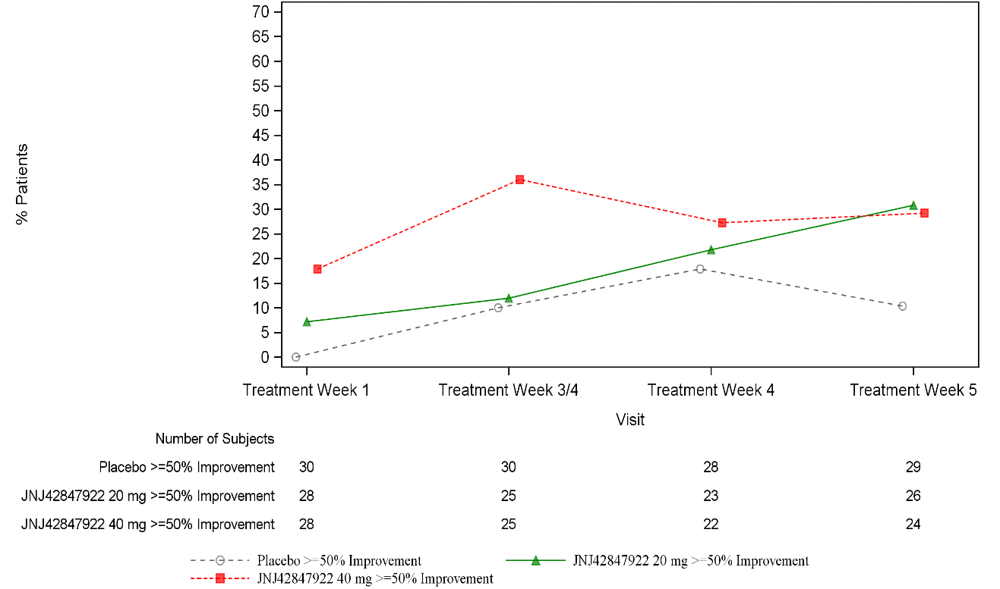 70
65
60
55
50
45
40
35
30
25
20
15
10
5
0
% Patients
Treatment Week 1 Treatment Week 3/4 Treatment Week 4 Treatment Week 5
Visit
Number of Subjects
Placebo >=50% Improvement 30 30 28 29
JNJ42847922 20 mg >=50% Improvement 28 25 23 26
JNJ42847922 40 mg >=50% Improvement 28 25 22 24
Placebo >=50% Improvement JNJ42847922 20 mg >=50% Improvement
JNJ42847922 40 mg >=50% Improvement